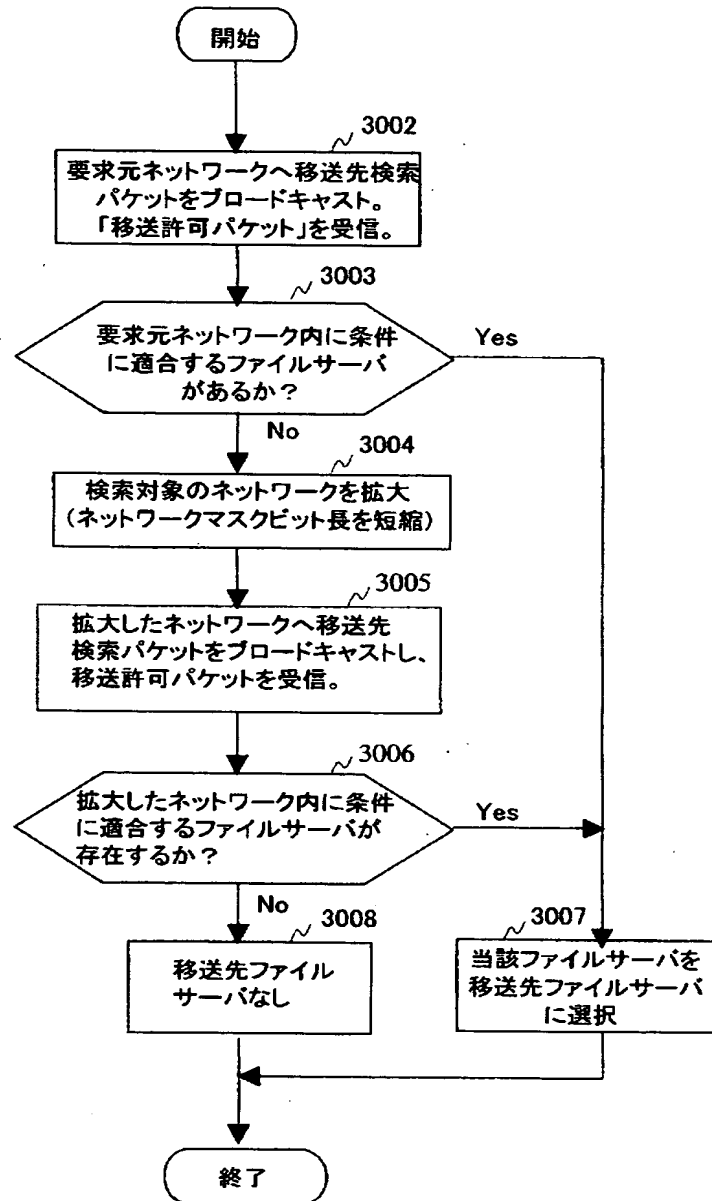 開始
3002
要求元ネットワークへ移送先検索
パケットをブロードキャスト。
「移送許可パケット」を受信。
3003
要求元ネットワーク内に条件
に適合するファイルサーバ
があるか？
Yes
No
3004
検索対象のネットワークを拡大
(ネットワークマスクビット長を短縮)
3005
拡大したネットワークへ移送先
検索パケットをブロードキャストし、
移送許可パケットを受信。
3006
拡大したネットワーク内に条件
に適合するファイルサーバが
存在するか？
Yes
No
3008
移送先ファイル
サーバなし
3007
当該ファイルサーバを
移送先ファイルサーバ
に選択
終了